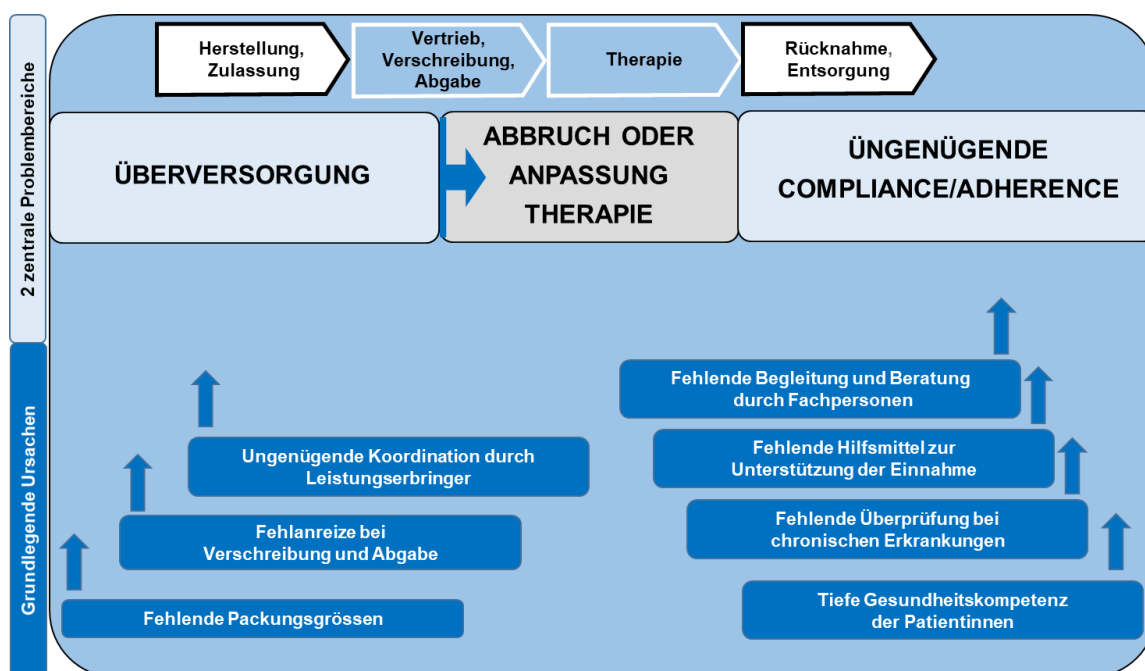 2 zentrale Problembereiche
Herstellung,
Zulassung
Vertrieb,
Verschreibung,
Abgabe
Therapie
Rücknahme,
Entsorgung
ÜBERVERSORGUNG
ABBRUCH ODER
ANPASSUNG
THERAPIE
ÜNGENÜGENDE
COMPLIANCE/ADHERENCE
Grundlegende Ursachen
Ungenügende Koordination durch
Leistungserbringer
Fehlanreize bei
Verschreibung und Abgabe
Fehlende Packungsgrössen
Fehlende Begleitung und Beratung
durch Fachpersonen
Fehlende Hilfsmittel zur
Unterstützung der Einnahme
Fehlende Überprüfung bei
chronischen Erkrankungen
Tiefe Gesundheitskompetenz
der Patientinnen